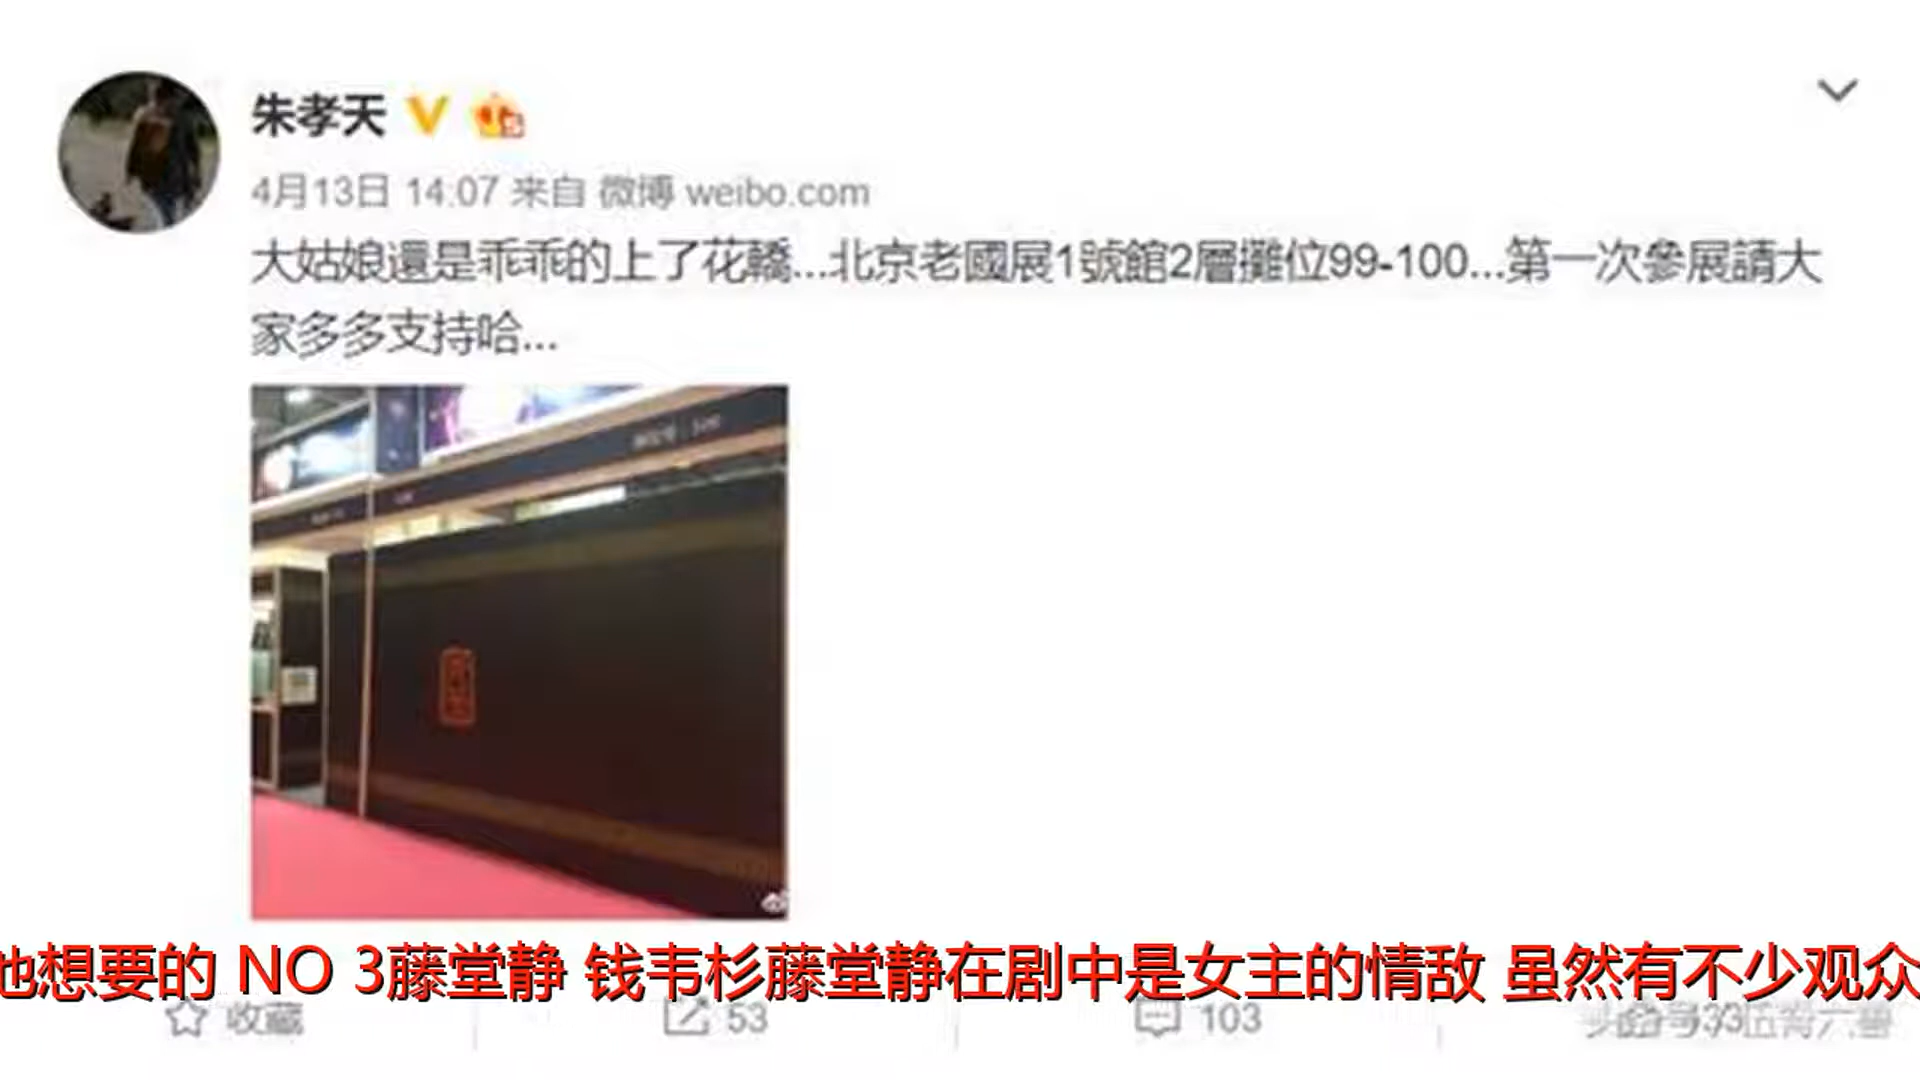 朱孝天
4月13日 14:07 来自 微博 weibo.com
大姑娘還是乖乖的上了花轎...北京老國展1號館2層攤位99-100...第一次參展請大
家多多支持哈...
他想要的 NO 3藤堂静 钱韦杉藤堂静在剧中是女主的情敌 虽然有不少观众
收藏
53
103